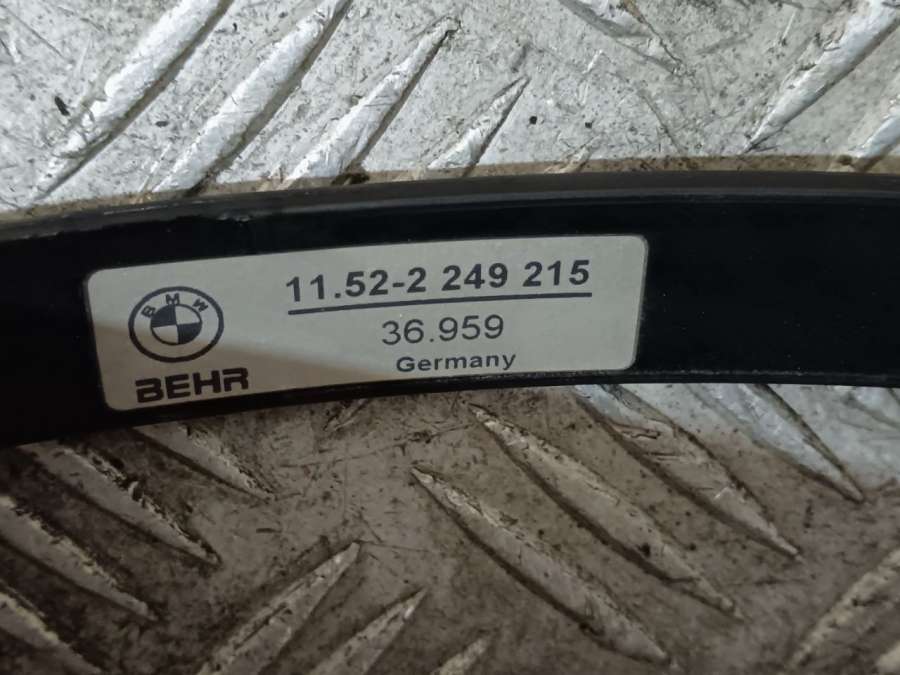 BMW
BEHR
11.52-2 249 215
36.959
Germany